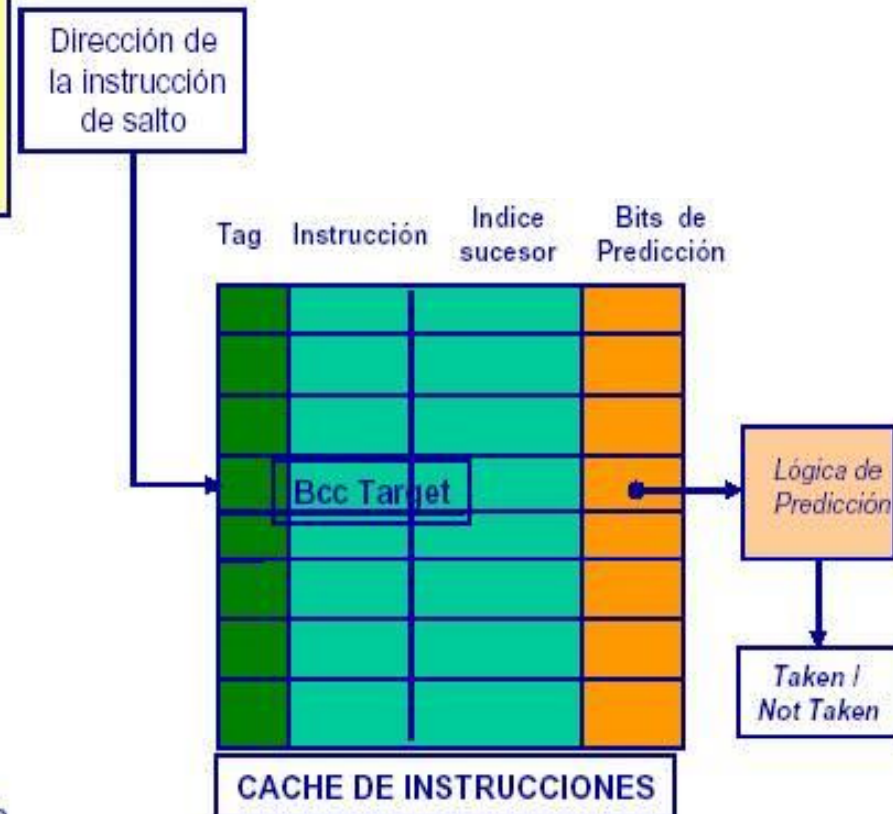 Dirección de
la instrucción
de salto
Tag
Instrucción
Indice
sucesor
Bits de
Predicción
Bcc Target
Lógica de
Predicción
Taken /
Not Taken
CACHE DE INSTRUCCIONES